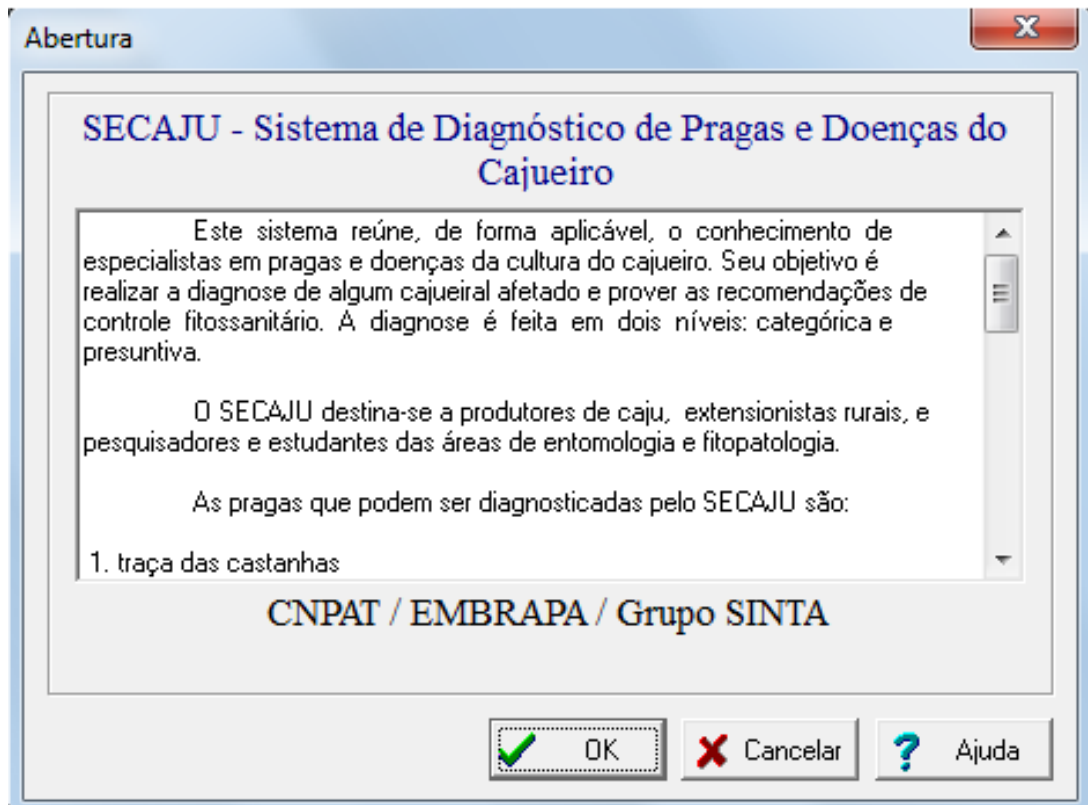 Abertura
SECAJU - Sistema de Diagnóstico de Pragas e Doenças do
Cajueiro
Este sistema reúne, de forma aplicável, o conhecimento de
especialistas em pragas e doenças da cultura do cajueiro. Seu objetivo é
realizar a diagnose de algum cajueiral afetado e prover as recomendações de
controle fitossanitário. A diagnose é feita em dois níveis: categórica e
presuntiva.
O SECAJU destina-se a produtores de caju, extensionistas rurais, e
pesquisadores e estudantes das áreas de entomologia e fitopatologia.
As pragas que podem ser diagnosticadas pelo SECAJU são:
1. traça das castanhas
CNPAT / EMBRAPA / Grupo SINTA
OK Cancelar Ajuda